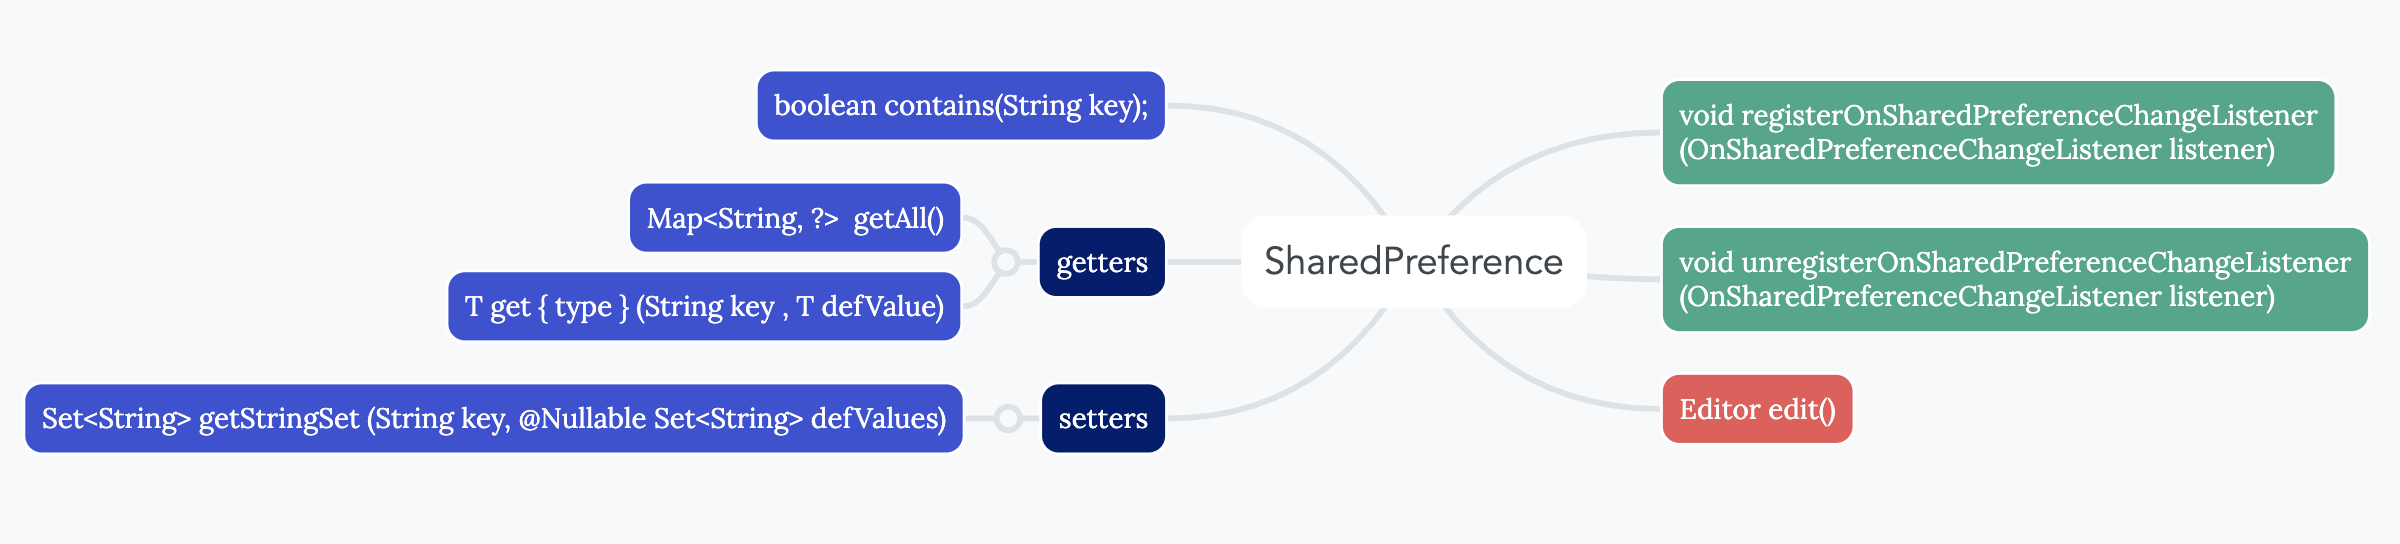 boolean contains(String key);
Map<String, ?>  getAll()
T get { type } (String key , T defValue)
getters
Set<String> getStringSet (String key, @Nullable Set<String> defValues)
setters
SharedPreference
void registerOnSharedPreferenceChangeListener
(OnSharedPreferenceChangeListener listener)
void unregisterOnSharedPreferenceChangeListener
(OnSharedPreferenceChangeListener listener)
Editor edit()